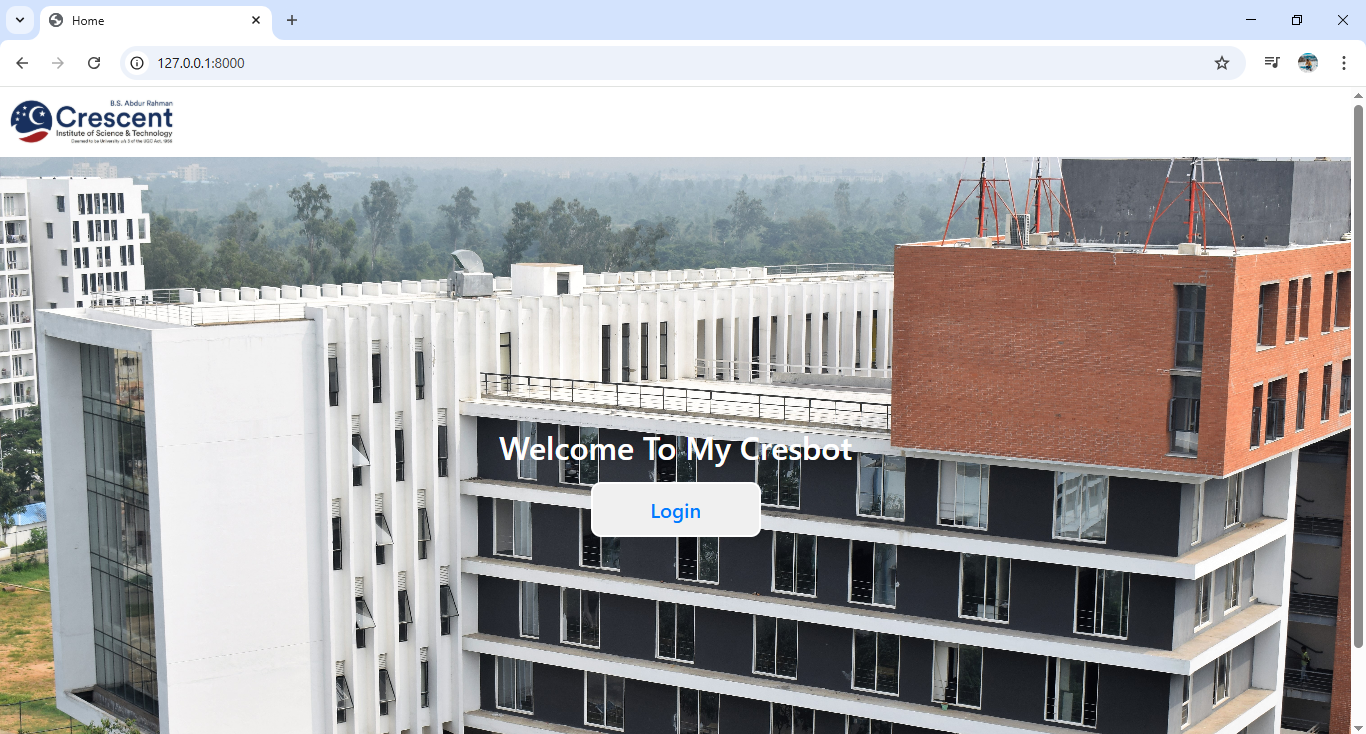 Home
127.0.0.1:8000
B.S. Abdur Rahman
Crescent
Institute of Science & Technology
Deemed to be University u/s 3 of the UGC Act, 1956
Welcome To My Cresbot
Login